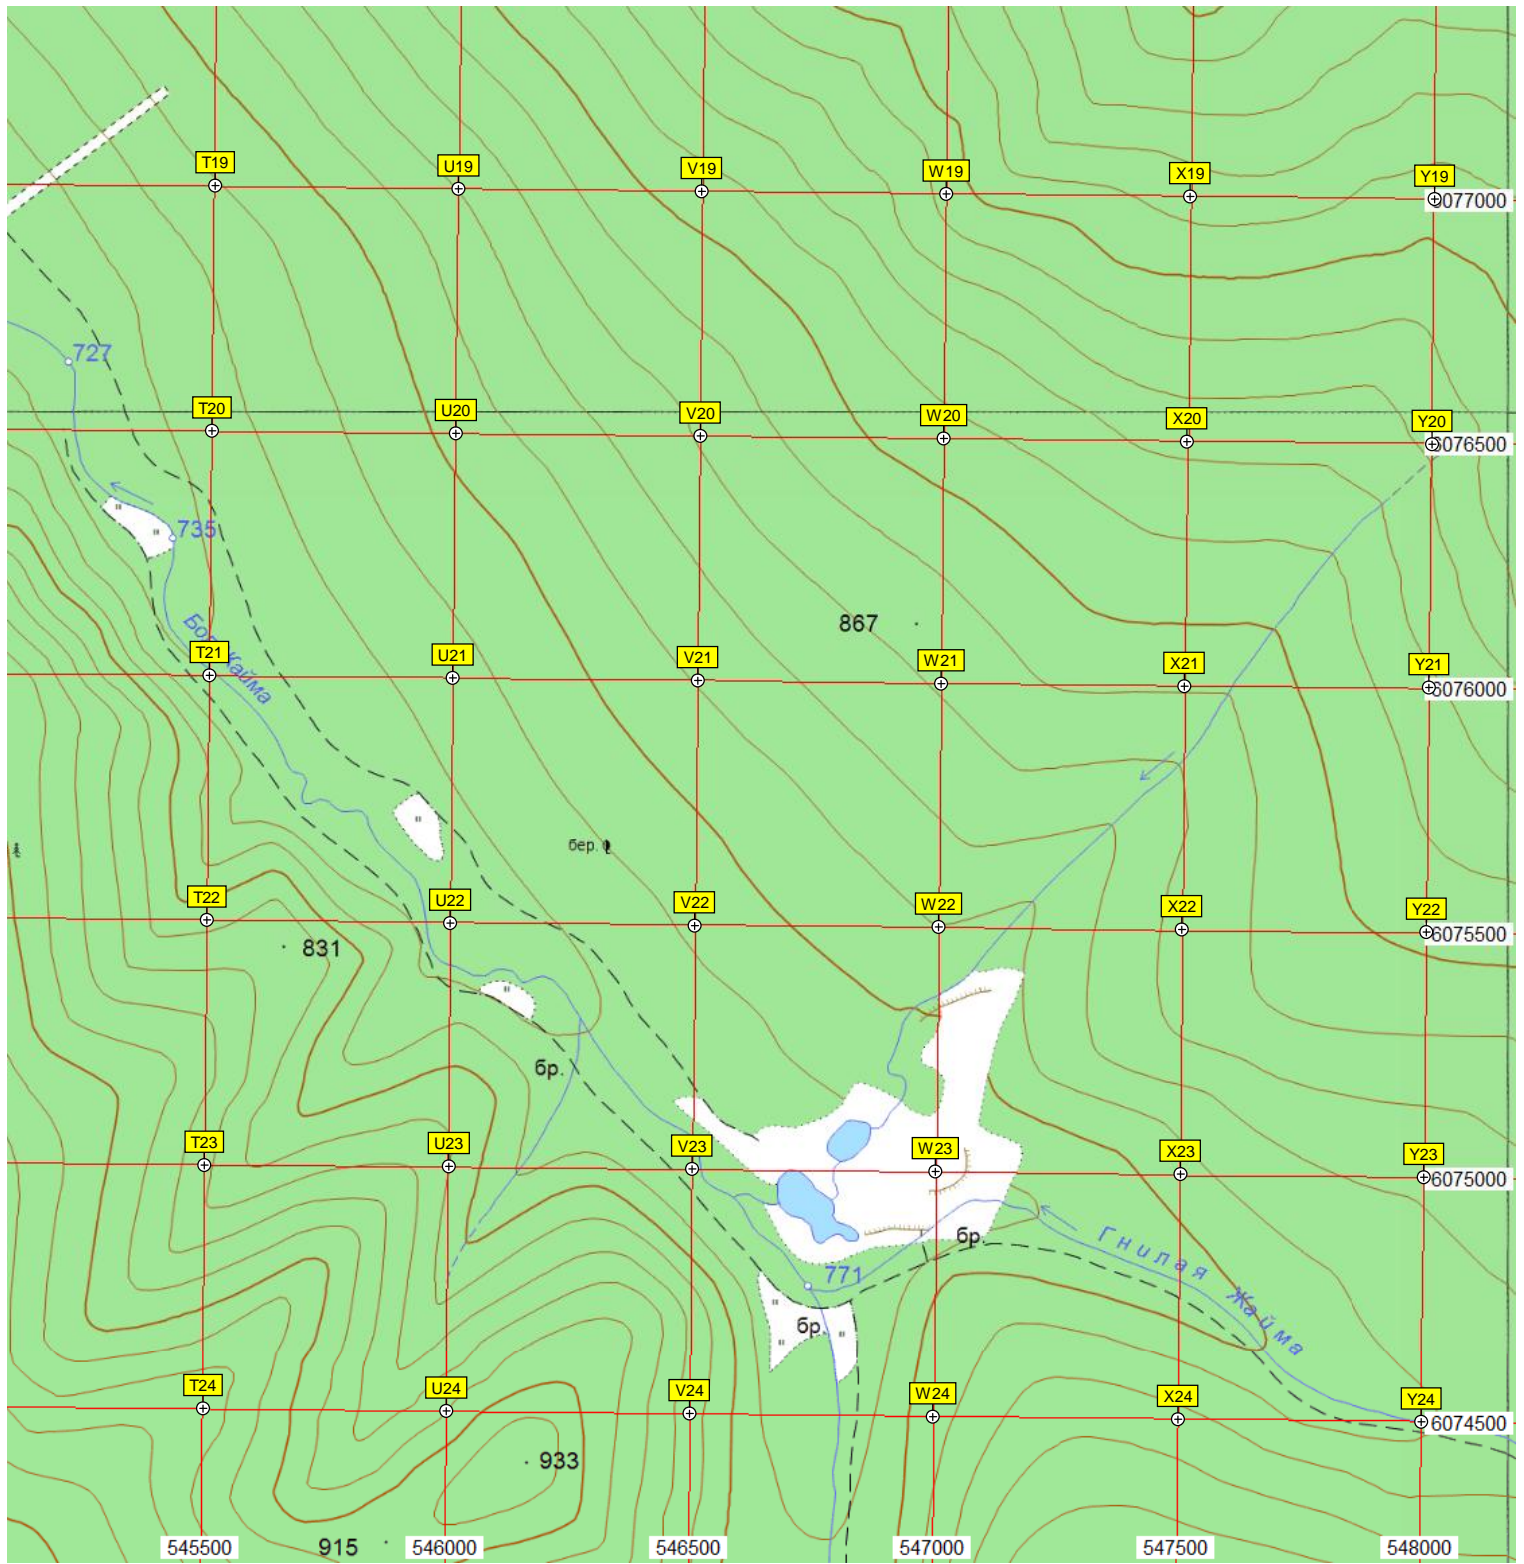 T19 U19 V19 W19 X19 Y19
6077000
727
T20 U20 V20 W20 X20 Y20
6076500
735
867
Бол. Жайма
T21 U21 V21 W21 X21 Y21
6076000
бер.
T22 U22 V22 W22 X22 Y22
6075500
831
бр.
T23 U23 V23 W23 X23 Y23
6075000
бр.
Гнилая Жайма
771
бр.
T24 U24 V24 W24 X24 Y24
6074500
933
915
545500 546000 546500 547000 547500 548000